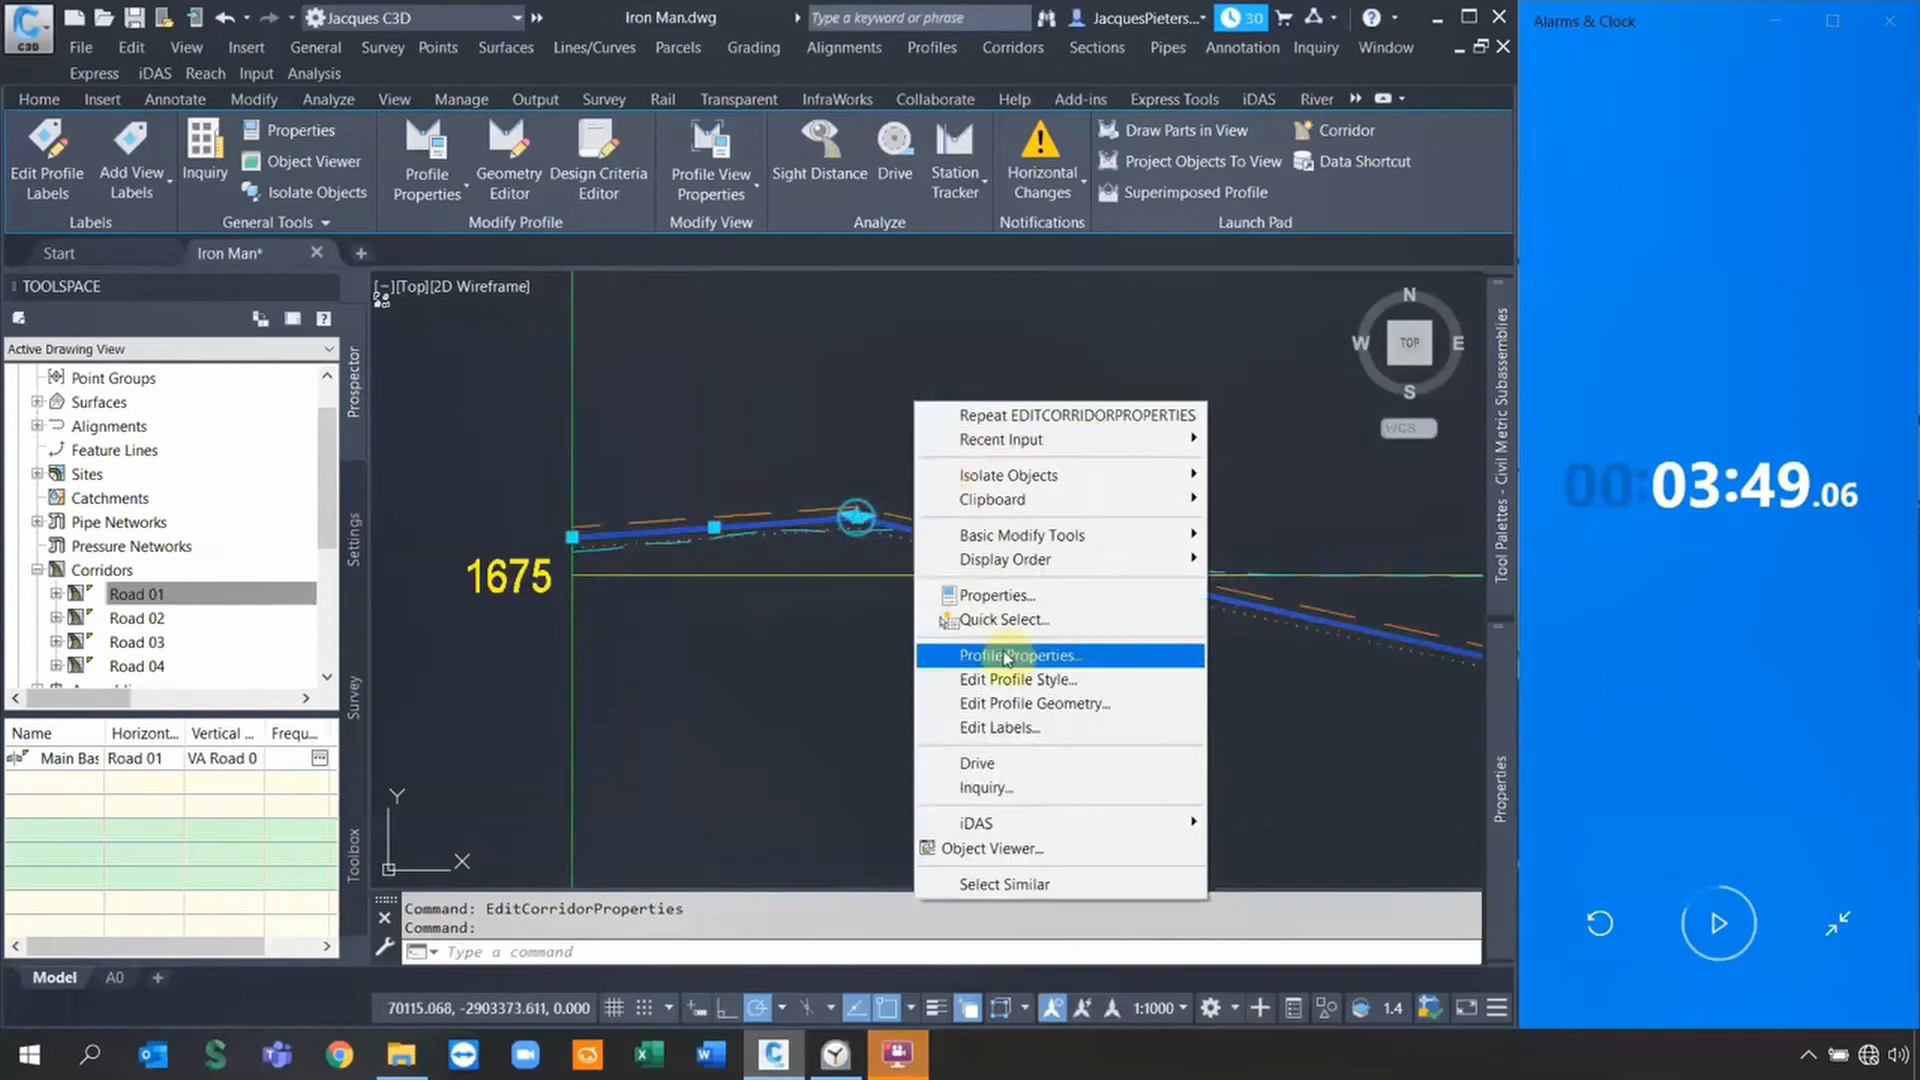 C3D
Jacques C3D
Iron Man.dwg
Type a keyword or phrase
JacquesPieters...
30
File Edit View Insert General Survey Points Surfaces Lines/Curves Parcels Grading Alignments Profiles Corridors Sections Pipes Annotation Inquiry Window
Express iDAS Reach Input Analysis
Home Insert Annotate Modify Analyze View Manage Output Survey Rail Transparent InfraWorks Collaborate Help Add-ins Express Tools iDAS River
Edit Profile Labels
Add View Labels
Inquiry
Properties
Object Viewer
Isolate Objects
Profile Properties
Geometry Editor
Design Criteria Editor
Profile View Properties
Sight Distance
Drive
Station Tracker
Horizontal Changes
Draw Parts in View
Project Objects To View
Superimposed Profile
Corridor
Data Shortcut
Labels
General Tools
Modify Profile
Modify View
Analyze
Notifications
Launch Pad
Start
Iron Man*
TOOLSPACE
Active Drawing View
Point Groups
Surfaces
Alignments
Feature Lines
Sites
Catchments
Pipe Networks
Pressure Networks
Corridors
Road 01
Road 02
Road 03
Road 04
Name Horizont... Vertical ... Frequ...
Main Bas Road 01 VA Road 0
Prospector
Settings
Survey
Toolbox
[−][Top][2D Wireframe]
1675
Y
X
N
W
TOP
E
S
WCS
Repeat EDITCORRIDORPROPERTIES
Recent Input
Isolate Objects
Clipboard
Basic Modify Tools
Display Order
Properties...
Quick Select...
Profile Properties...
Edit Profile Style...
Edit Profile Geometry...
Edit Labels...
Drive
Inquiry...
iDAS
Object Viewer...
Select Similar
Tool Palettes - Civil Metric Subassemblies
Properties
Command: EditCorridorProperties
Command:
Type a command
Model A0
70115.068, -2903373.611, 0.000
1:1000
1.4
Alarms & Clock
00:03:49.06